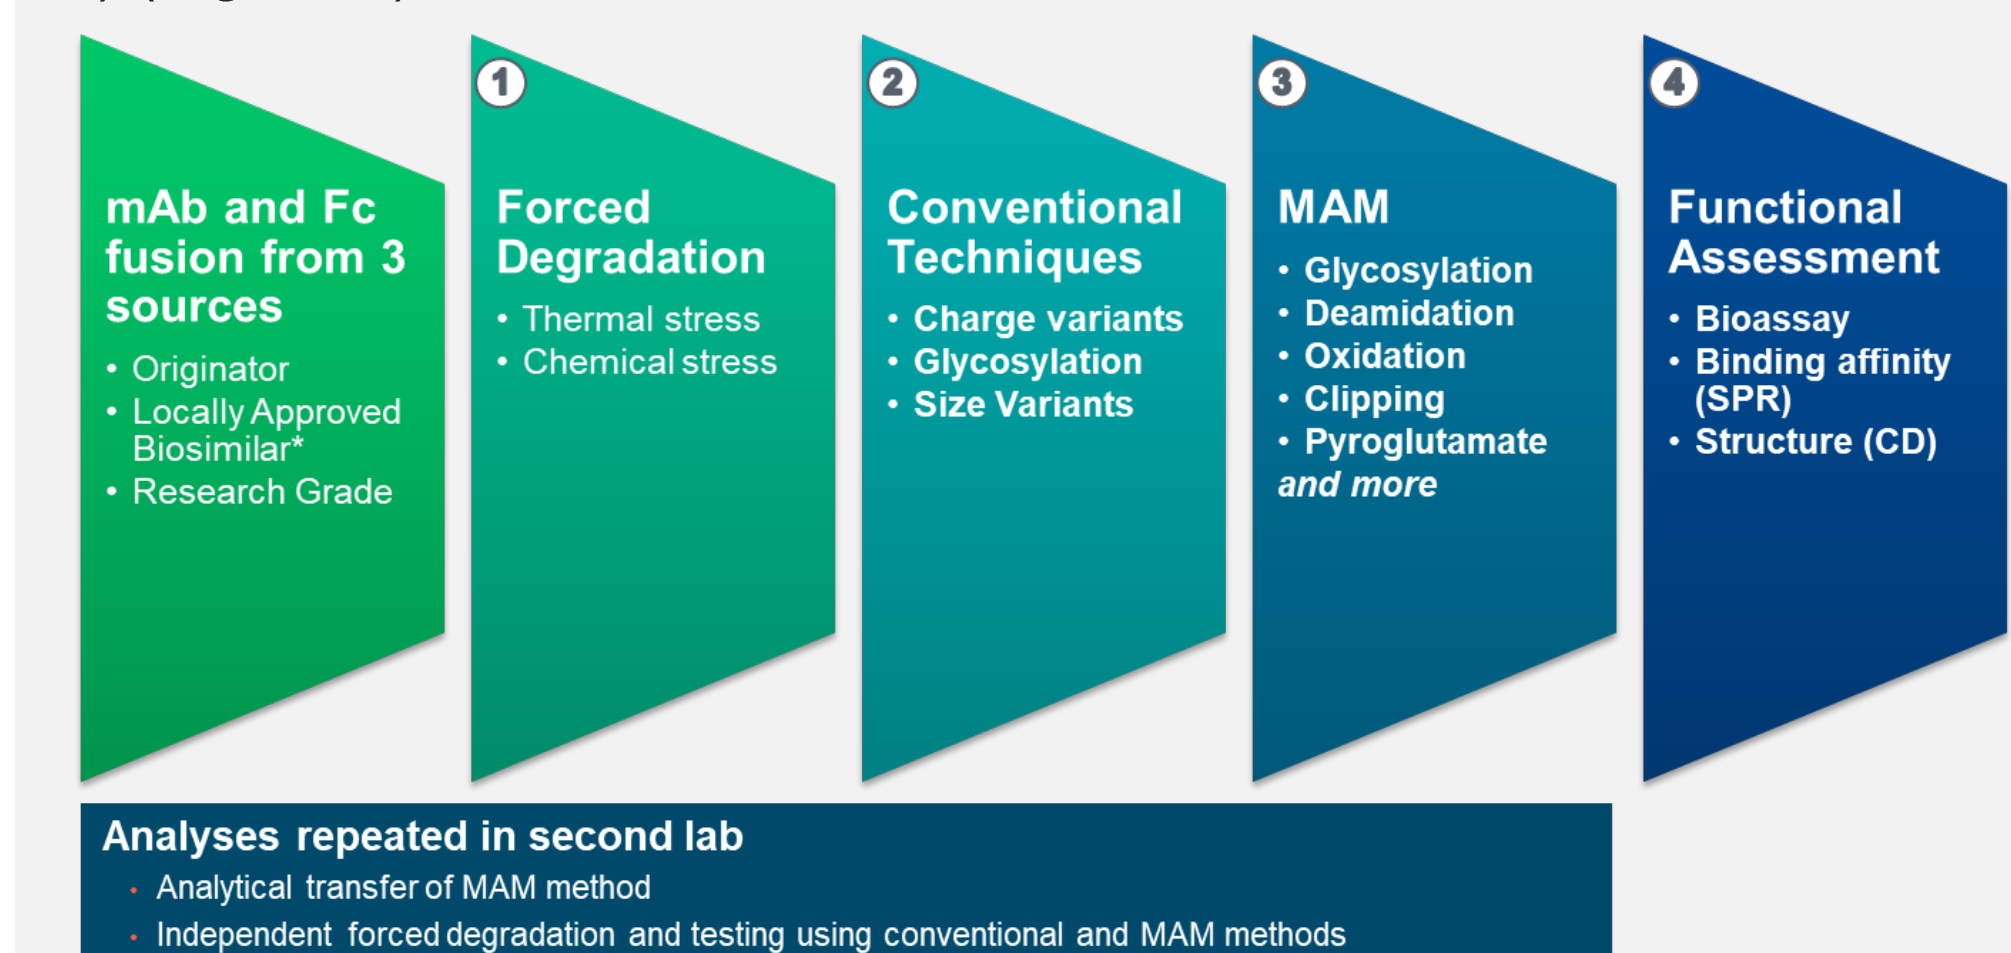 mAb and Fc
fusion from 3
sources
• Originator
• Locally Approved
Biosimilar*
• Research Grade
1
Forced
Degradation
• Thermal stress
• Chemical stress
2
Conventional
Techniques
• Charge variants
• Glycosylation
• Size Variants
3
MAM
• Glycosylation
• Deamidation
• Oxidation
• Clipping
• Pyroglutamate
and more
4
Functional
Assessment
• Bioassay
• Binding affinity
(SPR)
• Structure (CD)
Analyses repeated in second lab
• Analytical transfer of MAM method
• Independent forced degradation and testing using conventional and MAM methods